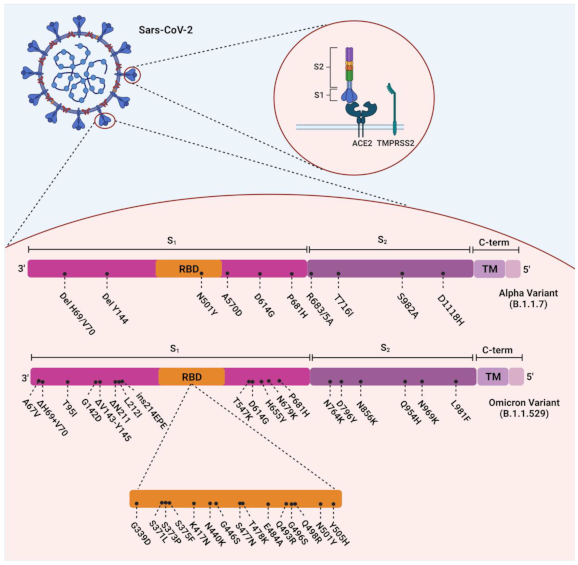 Sars-CoV-2
S2
S1
ACE2 TMPRSS2
S₁ S₂ C-term
3' RBD TM 5'
Del H69/V70 Del Y144 N501Y A570D D614G P681H R683/5A T716i S982A D1118H
Alpha Variant
(B.1.1.7)
S₁ S₂ C-term
3' RBD TM 5'
A67V ΔH69+V70 T95I G142D ΔV143-Y145 ΔN211 L212I ins214EPE T547K D614G H655Y N679K P681H N764K D796Y N856K Q954H N969K L981F
Omicron Variant
(B.1.1.529)
G339D S371L S373P S375F K417N N440K G446S S477N T478K E484A Q493R G496S Q498R N501Y Y505H